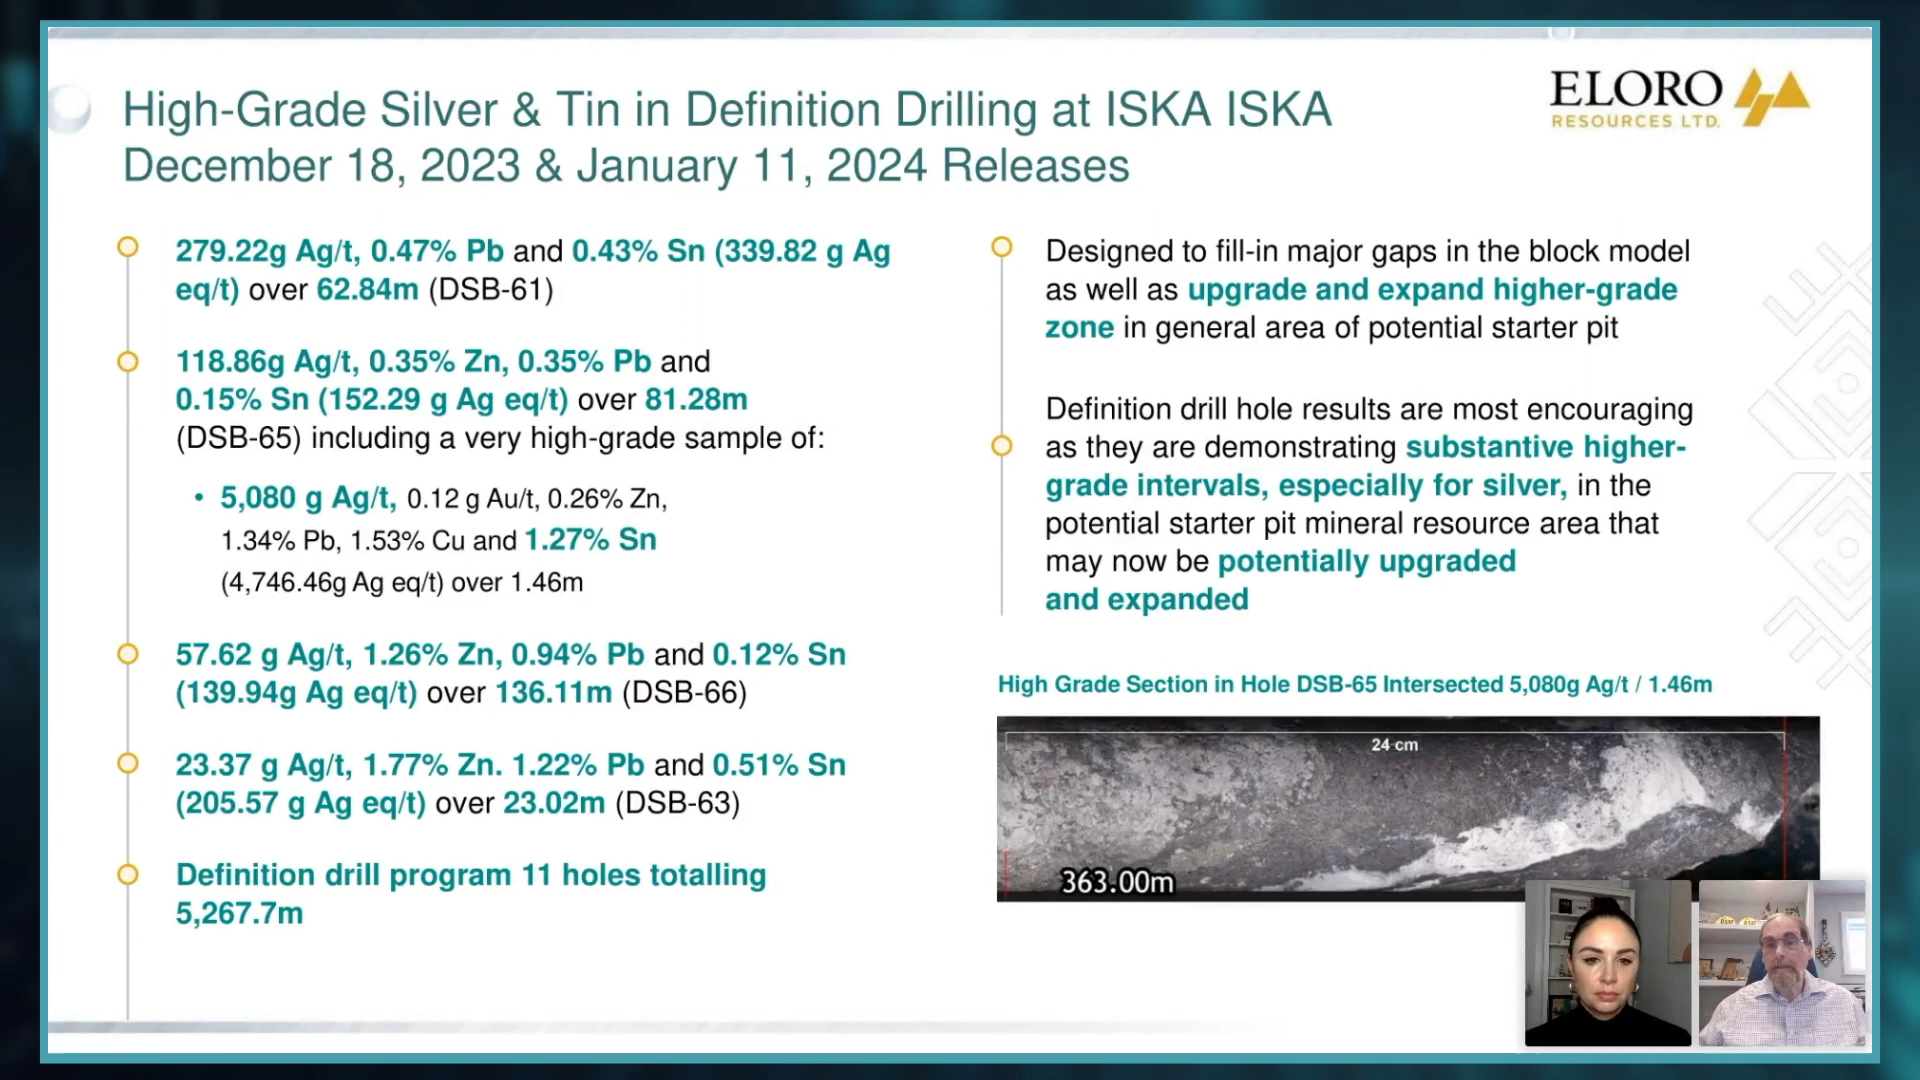 High-Grade Silver & Tin in Definition Drilling at ISKA ISKA
December 18, 2023 & January 11, 2024 Releases
ELORO
RESOURCES LTD.
279.22g Ag/t, 0.47% Pb and 0.43% Sn (339.82 g Ag
eq/t) over 62.84m (DSB-61)
118.86g Ag/t, 0.35% Zn, 0.35% Pb and
0.15% Sn (152.29 g Ag eq/t) over 81.28m
(DSB-65) including a very high-grade sample of:
• 5,080 g Ag/t, 0.12 g Au/t, 0.26% Zn,
1.34% Pb, 1.53% Cu and 1.27% Sn
(4,746.46g Ag eq/t) over 1.46m
57.62 g Ag/t, 1.26% Zn, 0.94% Pb and 0.12% Sn
(139.94g Ag eq/t) over 136.11m (DSB-66)
23.37 g Ag/t, 1.77% Zn. 1.22% Pb and 0.51% Sn
(205.57 g Ag eq/t) over 23.02m (DSB-63)
Definition drill program 11 holes totalling
5,267.7m
Designed to fill-in major gaps in the block model
as well as upgrade and expand higher-grade
zone in general area of potential starter pit
Definition drill hole results are most encouraging
as they are demonstrating substantive higher-
grade intervals, especially for silver, in the
potential starter pit mineral resource area that
may now be potentially upgraded
and expanded
High Grade Section in Hole DSB-65 Intersected 5,080g Ag/t / 1.46m
24 cm
363.00m